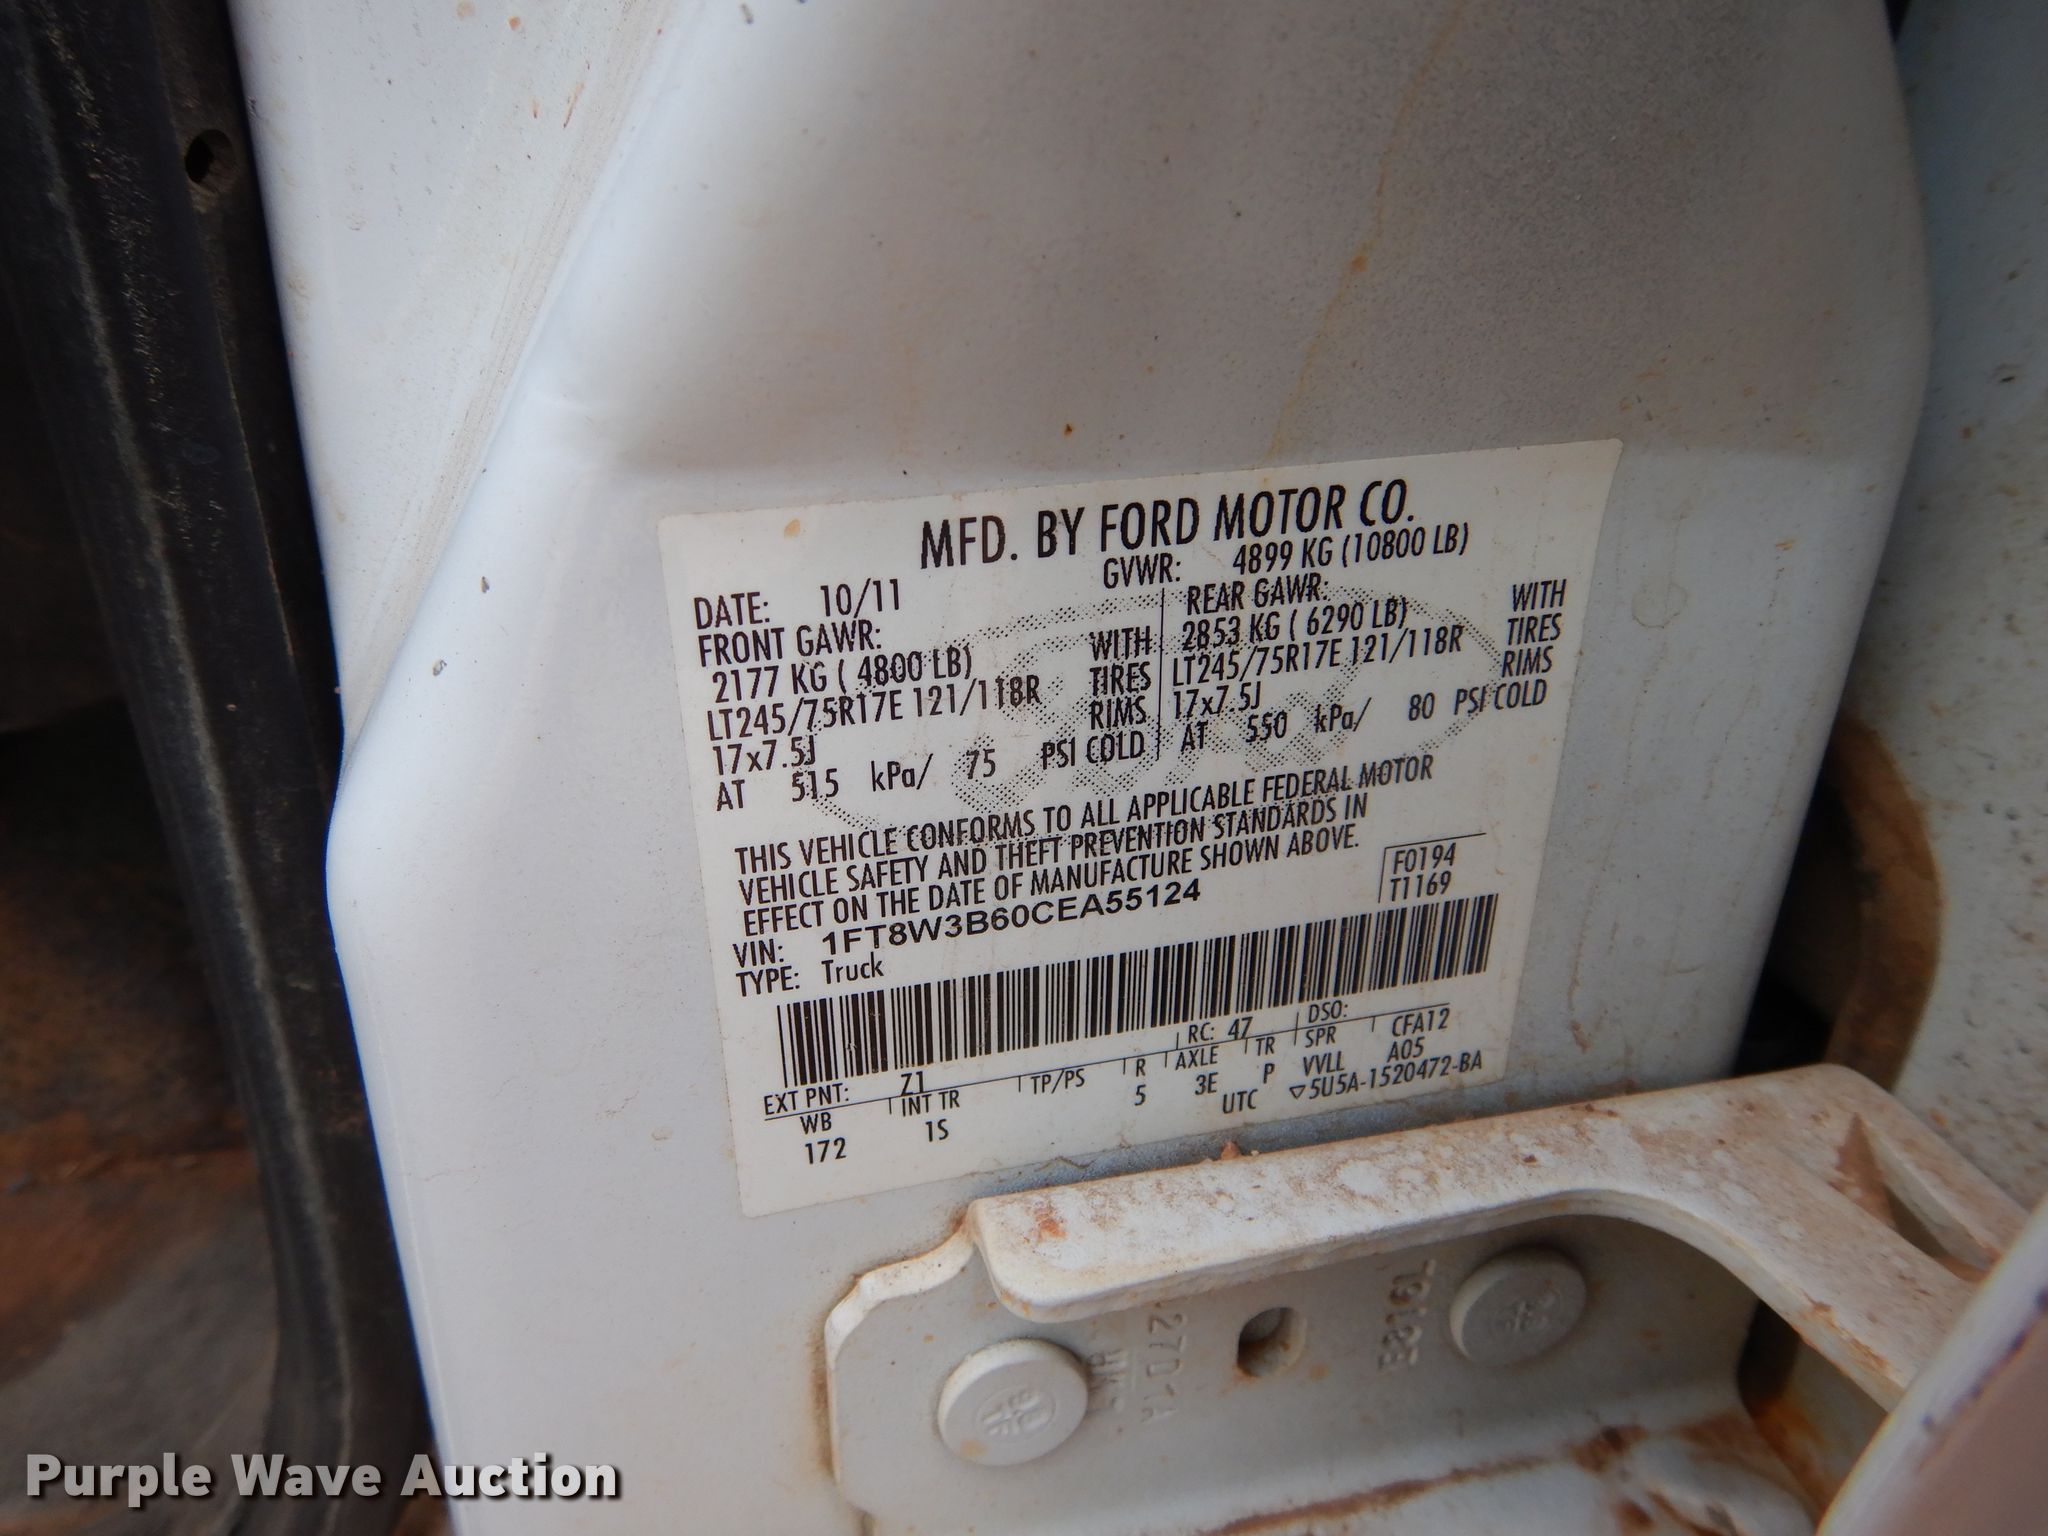 MFD. BY FORD MOTOR CO.
DATE: 10/11 GVWR: 4899 KG (10800 LB)
FRONT GAWR: REAR GAWR:
2177 KG ( 4800 LB) WITH 2853 KG ( 6290 LB) WITH
LT245/75R17E 121/118R TIRES LT245/75R17E 121/118R TIRES
17x7.5J RIMS 17x7.5J RIMS
AT 515 kPa/ 75 PSI COLD AT 550 kPa/ 80 PSI COLD
THIS VEHICLE CONFORMS TO ALL APPLICABLE FEDERAL MOTOR
VEHICLE SAFETY AND THEFT PREVENTION STANDARDS IN
EFFECT ON THE DATE OF MANUFACTURE SHOWN ABOVE.
F0194
T1169
VIN: 1FT8W3B60CEA55124
TYPE: Truck
EXT PNT: Z1 RC: 47 DSO:
WB INT TR TP/PS R AXLE TR SPR CFA12
172 1S 5 3E P VVLL A05
UTC ▽5U5A-1520472-BA
2701A
Purple Wave Auction